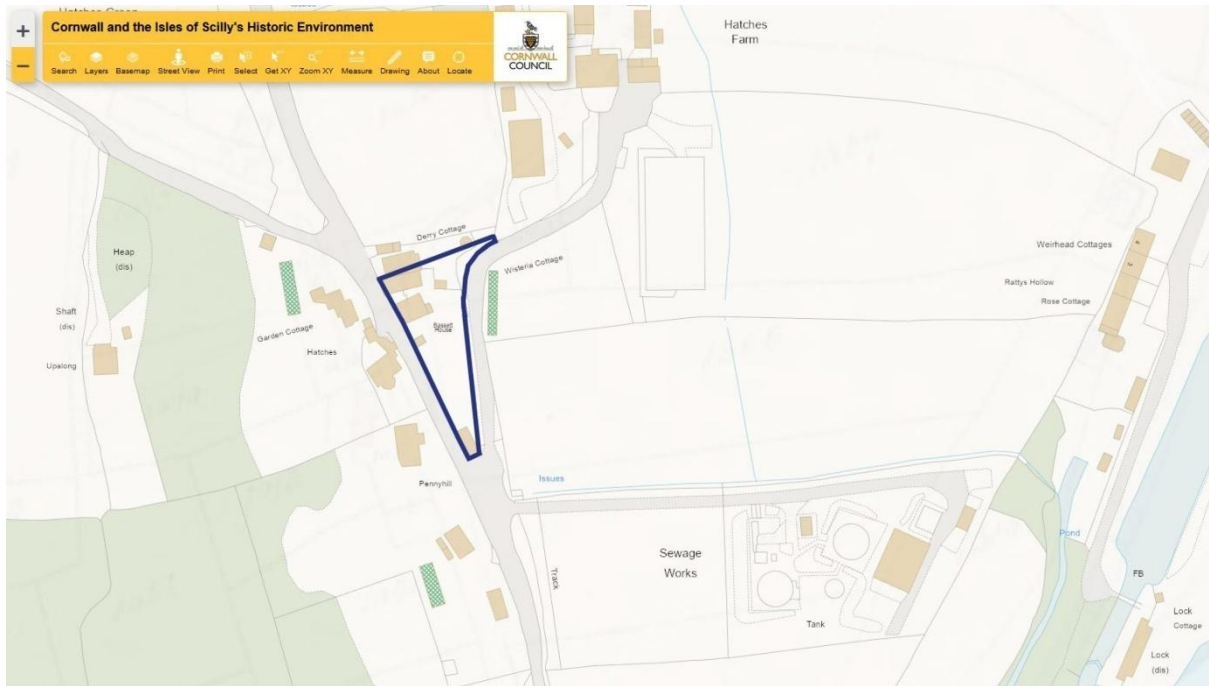 Cornwall and the Isles of Scilly's Historic Environment
Search Layers Basemap Street View Print Select Get XY Zoom XY Measure Drawing About Locate
CORNWALL
COUNCIL
+
−
Hatches
Farm
Derry Cottage
Wisteria Cottage
Weirhead Cottages
Rattys Hollow
Rose Cottage
4
3
Heap
(dis)
Shaft
(dis)
Upalong
Garden Cottage
Hatches
House
Pennyhill
Issues
Sewage
Works
Track
Tank
Pond
FB
Lock
Cottage
Lock
(dis)